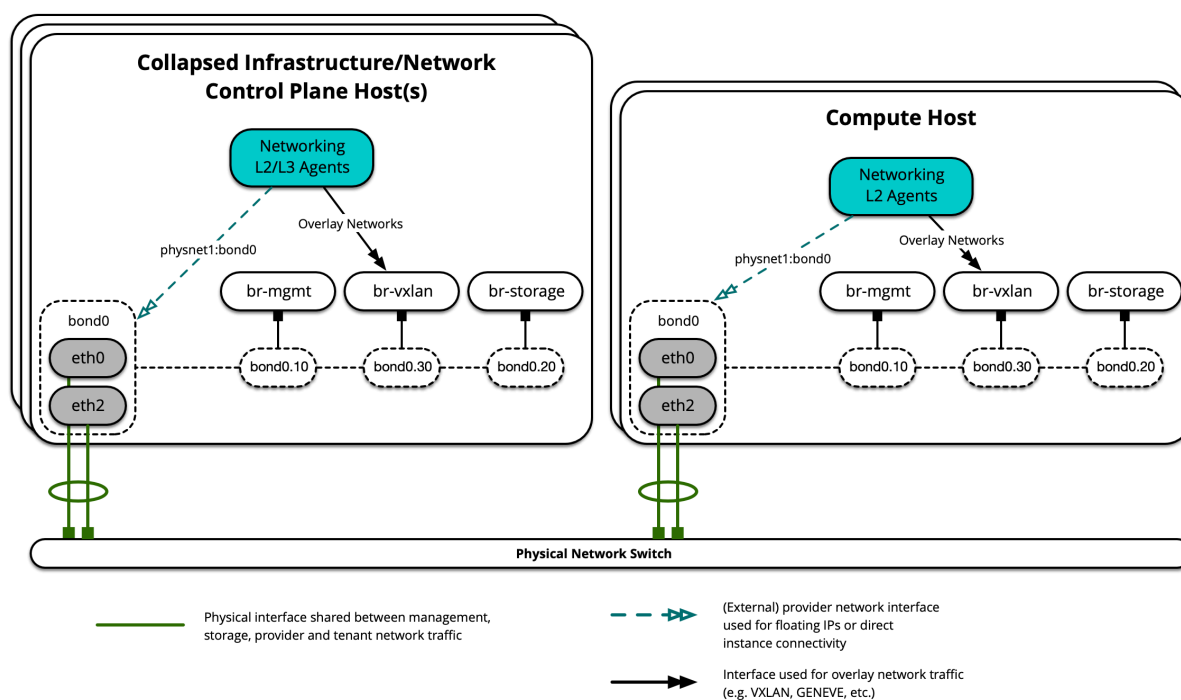 Collapsed Infrastructure/Network
Control Plane Host(s)
Networking
L2/L3 Agents
Overlay Networks
physnet1:bond0
br-mgmt
br-vxlan
br-storage
bond0
eth0
eth2
bond0.10
bond0.30
bond0.20
Compute Host
Networking
L2 Agents
Overlay Networks
physnet1:bond0
br-mgmt
br-vxlan
br-storage
bond0
eth0
eth2
bond0.10
bond0.30
bond0.20
Physical Network Switch
Physical interface shared between management,
storage, provider and tenant network traffic
(External) provider network interface
used for floating IPs or direct
instance connectivity
Interface used for overlay network traffic
(e.g. VXLAN, GENEVE, etc.)